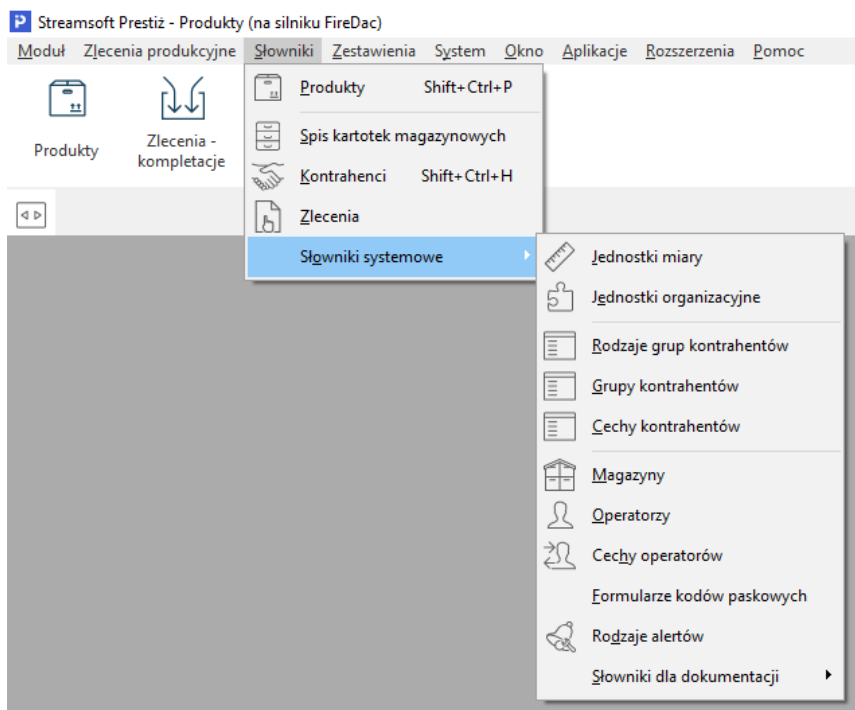 Streamsoft Prestiż - Produkty (na silniku FireDac)
Moduł Zlecenia produkcyjne Słowniki Zestawienia System Okno Aplikacje Rozszerzenia Pomoc
Produkty
Zlecenia -
kompletacje
Produkty Shift+Ctrl+P
Spis kartotek magazynowych
Kontrahenci Shift+Ctrl+H
Zlecenia
Słowniki systemowe
Jednostki miary
Jednostki organizacyjne
Rodzaje grup kontrahentów
Grupy kontrahentów
Cechy kontrahentów
Magazyny
Operatorzy
Cechy operatorów
Formularze kodów paskowych
Rodzaje alertów
Słowniki dla dokumentacji